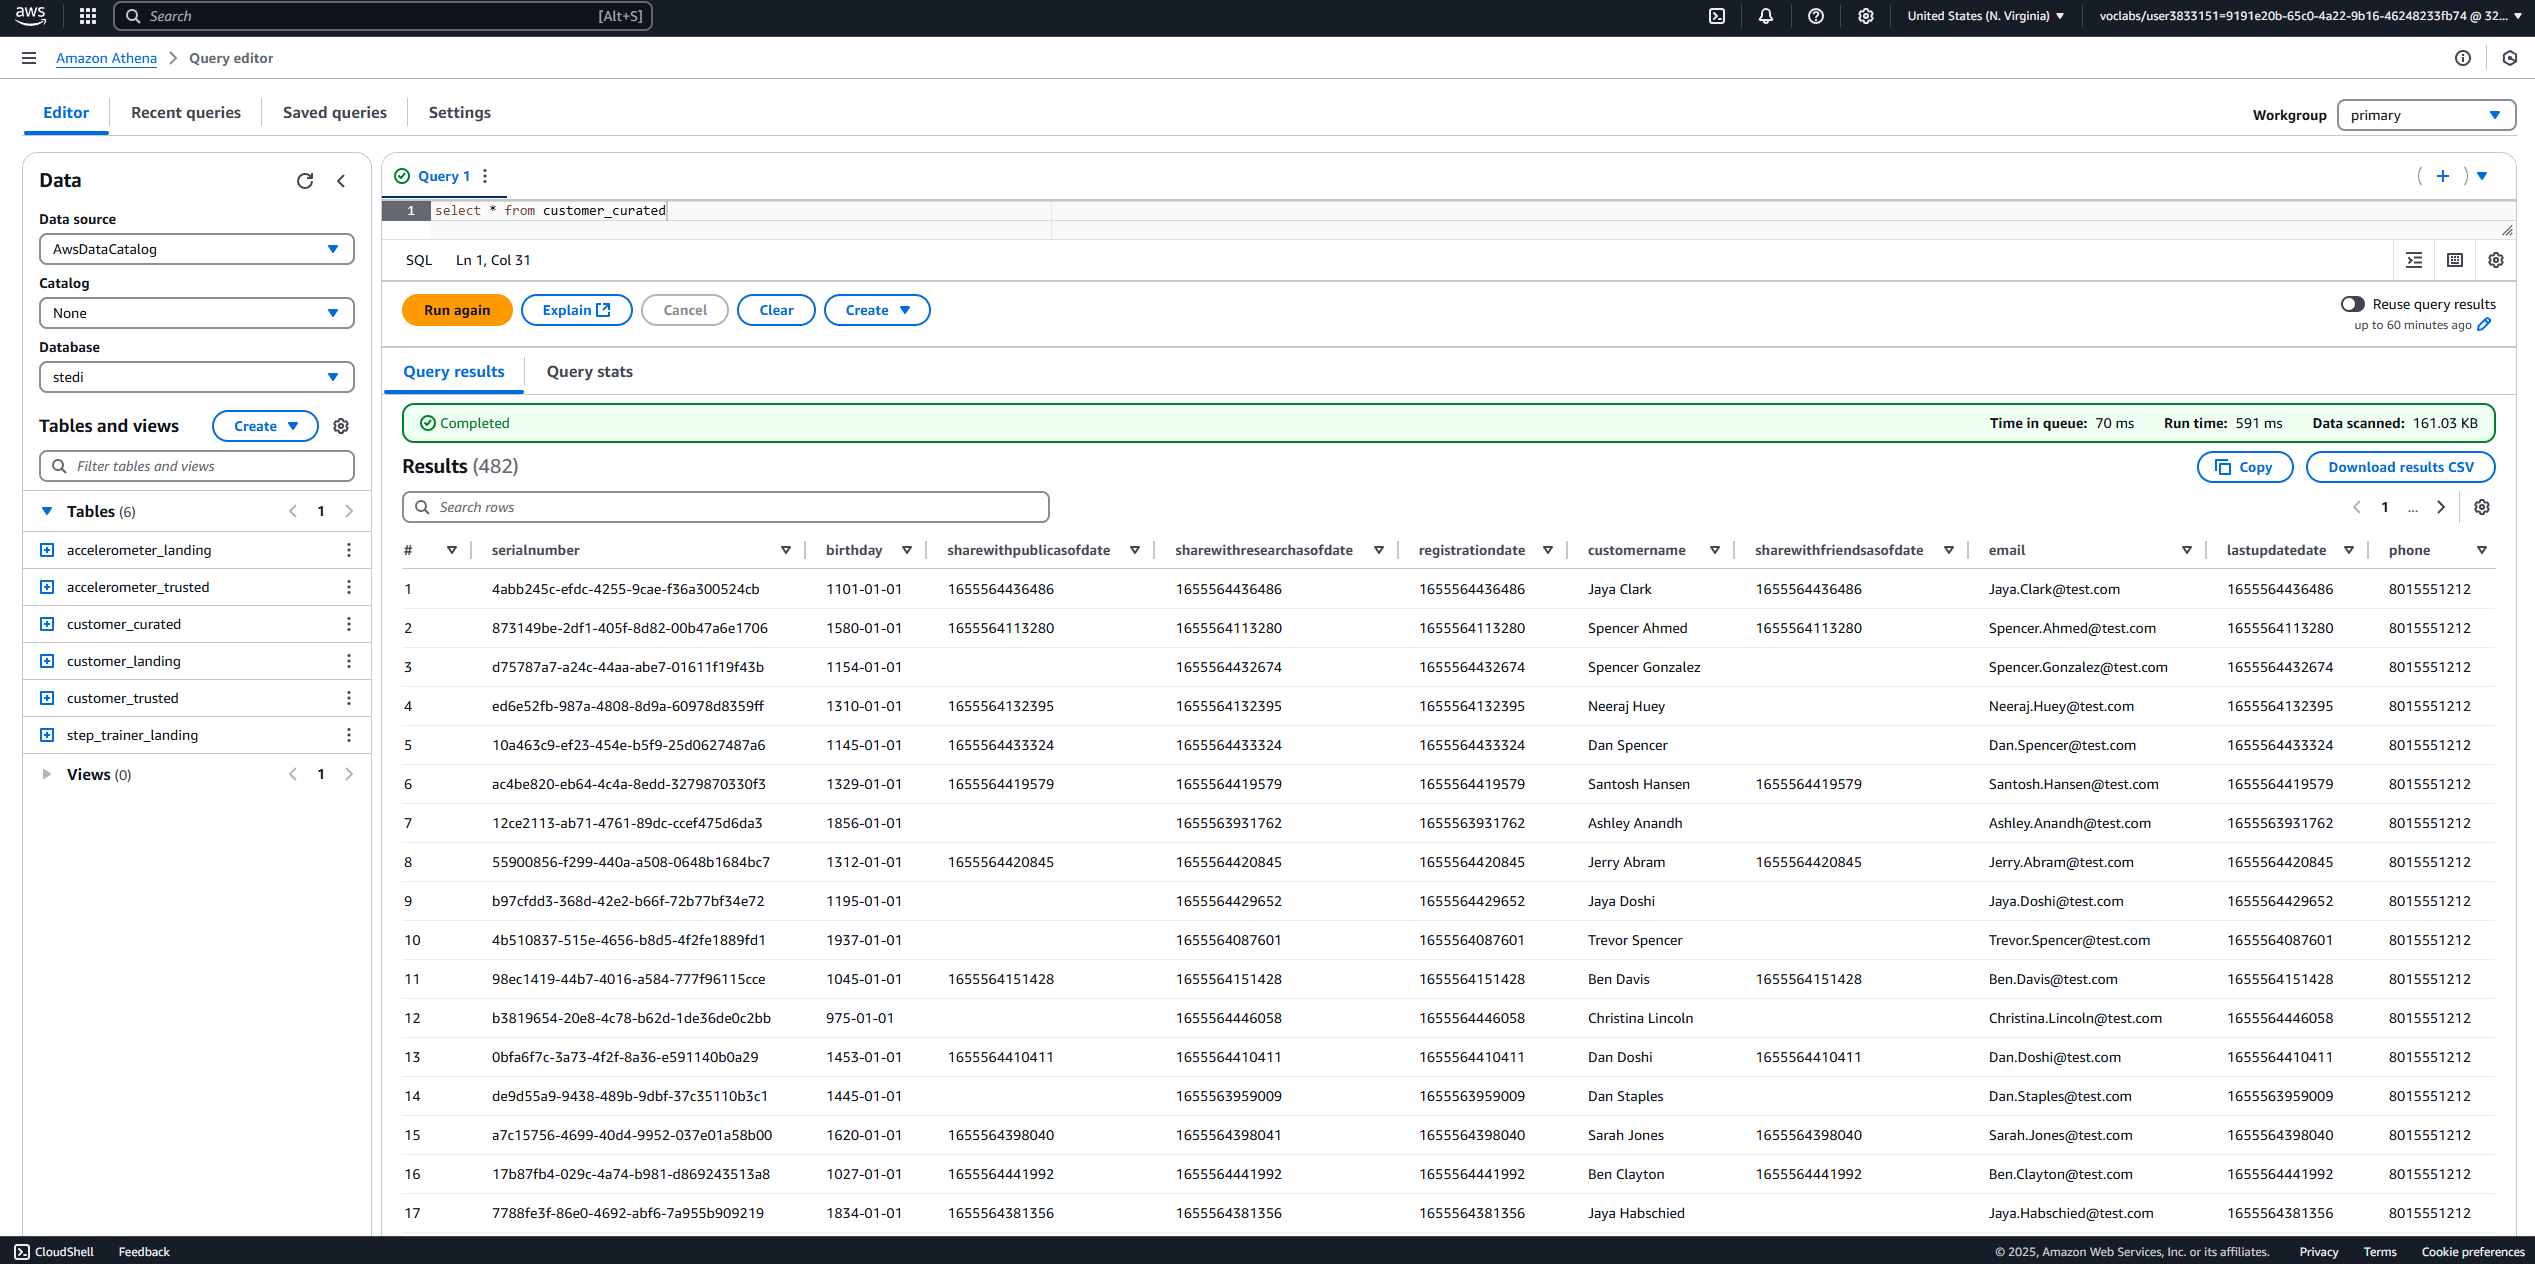 aws Search [Alt+S] United States (N. Virginia) voclabs/user3833151=9191e20b-65c0-4a22-9b16-46248233fb74 @ 32...
Amazon Athena > Query editor
Editor Recent queries Saved queries Settings Workgroup primary
Data
Data source
AwsDataCatalog
Catalog
None
Database
stedi
Tables and views Create
Filter tables and views
Tables (6) < 1 >
accelerometer_landing
accelerometer_trusted
customer_curated
customer_landing
customer_trusted
step_trainer_landing
Views (0) < 1 >
Query 1
1 select * from customer_curated
SQL Ln 1, Col 31
Run again Explain Cancel Clear Create Reuse query results
up to 60 minutes ago
Query results Query stats
Completed Time in queue: 70 ms Run time: 591 ms Data scanned: 161.03 KB
Results (482) Copy Download results CSV
Search rows < 1 ... >
# serialnumber birthday sharewithpublicasofdate sharewithresearchasofdate registrationdate customername sharewithfriendsasofdate email lastupdatedate phone
1 4abb245c-efdc-4255-9cae-f36a300524cb 1101-01-01 1655564436486 1655564436486 1655564436486 Jaya Clark 1655564436486 Jaya.Clark@test.com 1655564436486 8015551212
2 873149be-2df1-405f-8d82-00b47a6e1706 1580-01-01 1655564113280 1655564113280 1655564113280 Spencer Ahmed 1655564113280 Spencer.Ahmed@test.com 1655564113280 8015551212
3 d75787a7-a24c-44aa-abe7-01611f19f43b 1154-01-01 1655564432674 1655564432674 Spencer Gonzalez Spencer.Gonzalez@test.com 1655564432674 8015551212
4 ed6e52fb-987a-4808-8d9a-60978d8359ff 1310-01-01 1655564132395 1655564132395 1655564132395 Neeraj Huey Neeraj.Huey@test.com 1655564132395 8015551212
5 10a463c9-ef23-454e-b5f9-25d0627487a6 1145-01-01 1655564433324 1655564433324 1655564433324 Dan Spencer Dan.Spencer@test.com 1655564433324 8015551212
6 ac4be820-eb64-4c4a-8edd-3279870330f3 1329-01-01 1655564419579 1655564419579 1655564419579 Santosh Hansen 1655564419579 Santosh.Hansen@test.com 1655564419579 8015551212
7 12ce2113-ab71-4761-89dc-ccef475d6da3 1856-01-01 1655563931762 1655563931762 Ashley Anandh Ashley.Anandh@test.com 1655563931762 8015551212
8 55900856-f299-440a-a508-0648b1684bc7 1312-01-01 1655564420845 1655564420845 1655564420845 Jerry Abram 1655564420845 Jerry.Abram@test.com 1655564420845 8015551212
9 b97cfdd3-368d-42e2-b66f-72b77bf34e72 1195-01-01 1655564429652 1655564429652 Jaya Doshi Jaya.Doshi@test.com 1655564429652 8015551212
10 4b510837-515e-4656-b8d5-4f2fe1889fd1 1937-01-01 1655564087601 1655564087601 Trevor Spencer Trevor.Spencer@test.com 1655564087601 8015551212
11 98ec1419-44b7-4016-a584-777f96115cce 1045-01-01 1655564151428 1655564151428 1655564151428 Ben Davis 1655564151428 Ben.Davis@test.com 1655564151428 8015551212
12 b3819654-20e8-4c78-b62d-1de36de0c2bb 975-01-01 1655564446058 1655564446058 Christina Lincoln Christina.Lincoln@test.com 1655564446058 8015551212
13 0bfa6f7c-3a73-4f2f-8a36-e591140b0a29 1453-01-01 1655564410411 1655564410411 1655564410411 Dan Doshi 1655564410411 Dan.Doshi@test.com 1655564410411 8015551212
14 de9d55a9-9438-489b-9dbf-37c35110b3c1 1445-01-01 1655563959009 1655563959009 Dan Staples Dan.Staples@test.com 1655563959009 8015551212
15 a7c15756-4699-40d4-9952-037e01a58b00 1620-01-01 1655564398040 1655564398041 1655564398040 Sarah Jones 1655564398040 Sarah.Jones@test.com 1655564398040 8015551212
16 17b87fb4-029c-4a74-b981-d869243513a8 1027-01-01 1655564441992 1655564441992 1655564441992 Ben Clayton 1655564441992 Ben.Clayton@test.com 1655564441992 8015551212
17 7788fe3f-86e0-4692-abf6-7a955b909219 1834-01-01 1655564381356 1655564381356 1655564381356 Jaya Habschied Jaya.Habschied@test.com 1655564381356 8015551212
CloudShell Feedback © 2025, Amazon Web Services, Inc. or its affiliates. Privacy Terms Cookie preferences